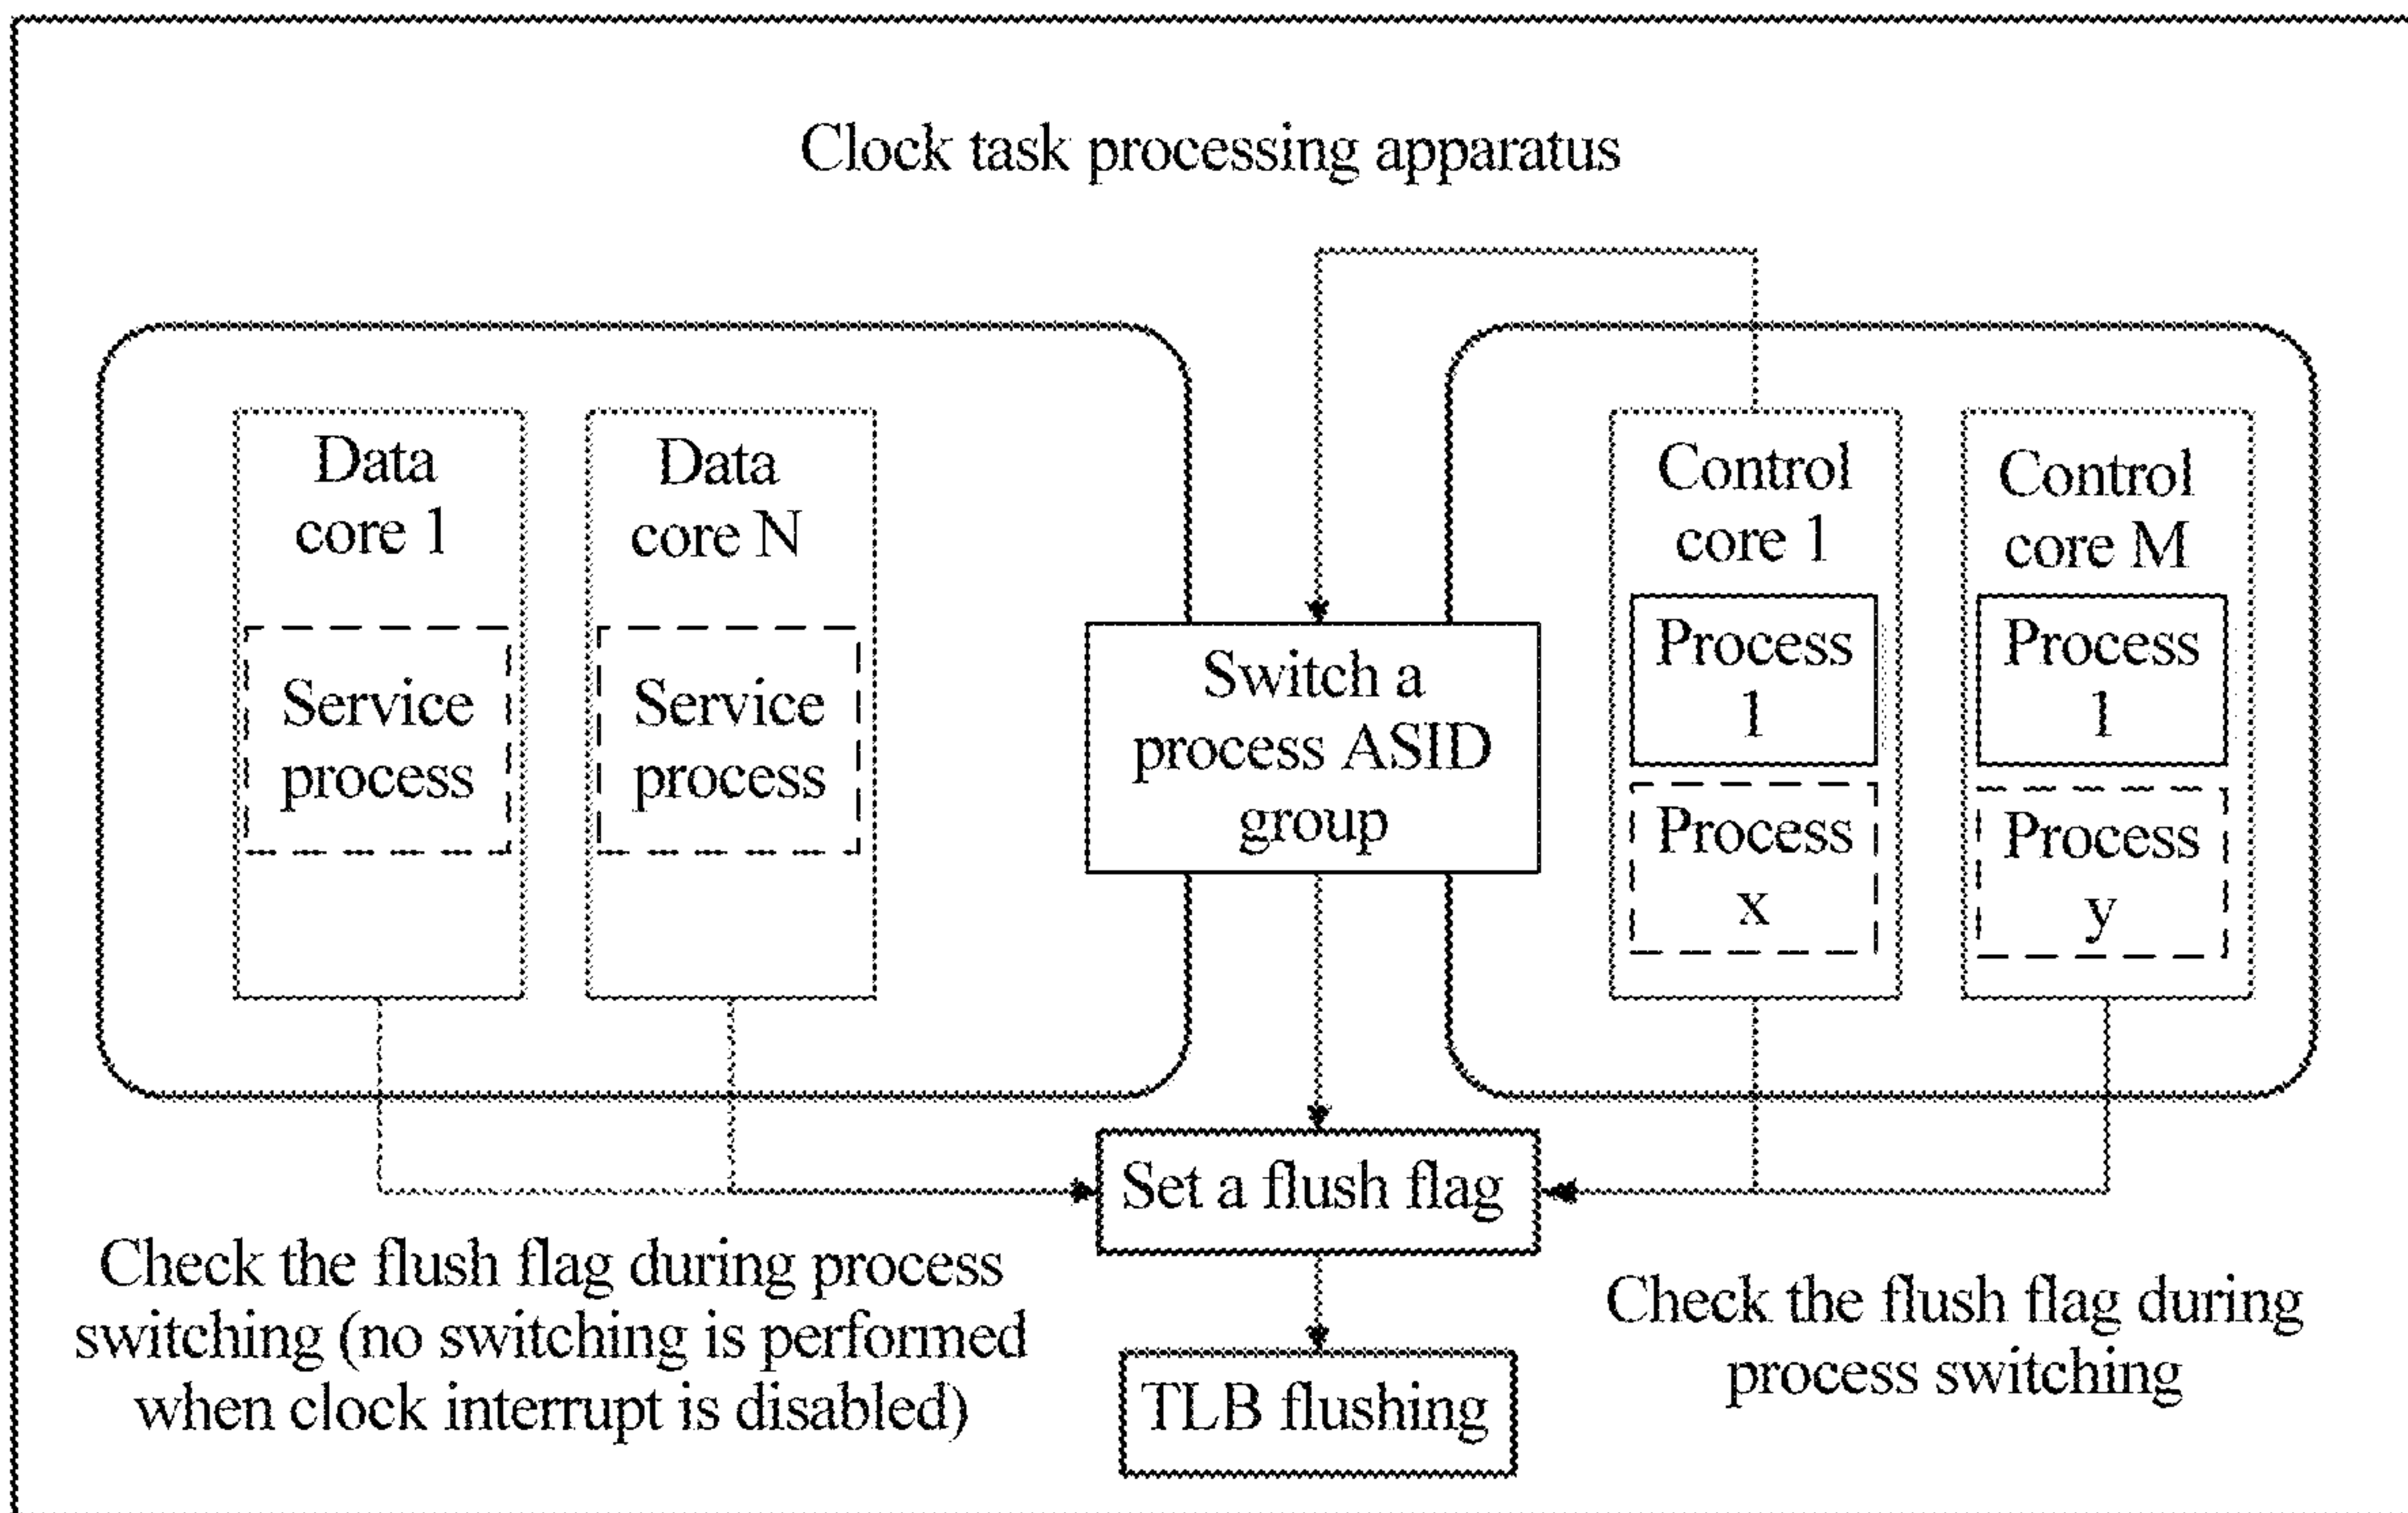 Clock task processing apparatus
Data
core 1
Service
process
Data
core N
Service
process
Switch a
process ASID
group
Control
core 1
Process
1
Process
x
Control
core M
Process
1
Process
y
Set a flush flag
Check the flush flag during process
switching (no switching is performed
when clock interrupt is disabled)
Check the flush flag during
process switching
TLB flushing